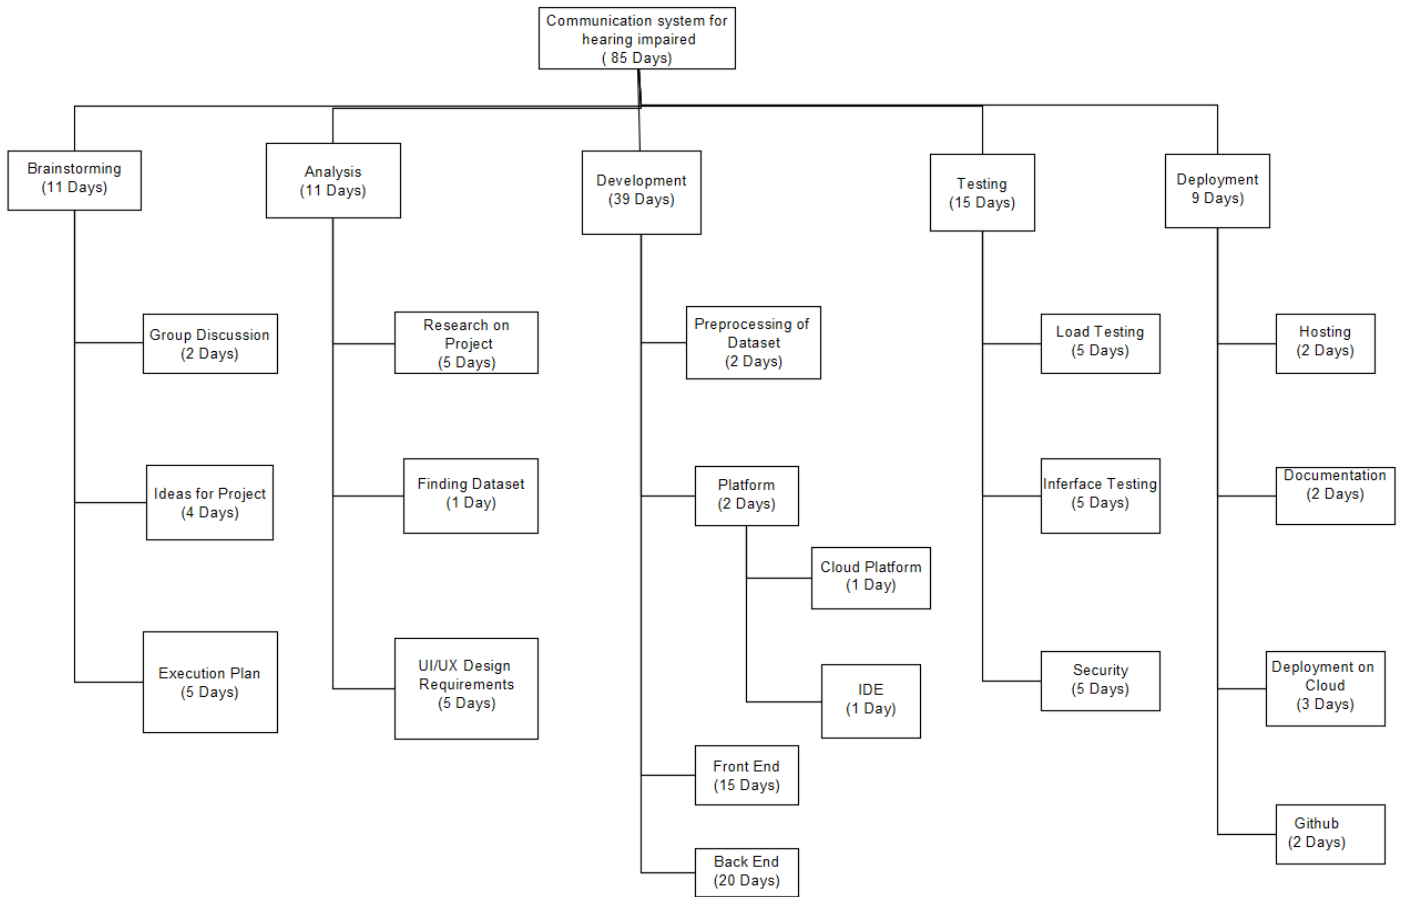 Communication system for
hearing impaired
( 85 Days)
Brainstorming
(11 Days)
Analysis
(11 Days)
Development
(39 Days)
Testing
(15 Days)
Deployment
9 Days)
Group Discussion
(2 Days)
Research on
Project
(5 Days)
Preprocessing of
Dataset
(2 Days)
Load Testing
(5 Days)
Hosting
(2 Days)
Ideas for Project
(4 Days)
Finding Dataset
(1 Day)
Platform
(2 Days)
Inferface Testing
(5 Days)
Documentation
(2 Days)
Cloud Platform
(1 Day)
Execution Plan
(5 Days)
UI/UX Design
Requirements
(5 Days)
IDE
(1 Day)
Security
(5 Days)
Deployment on
Cloud
(3 Days)
Front End
(15 Days)
Github
(2 Days)
Back End
(20 Days)